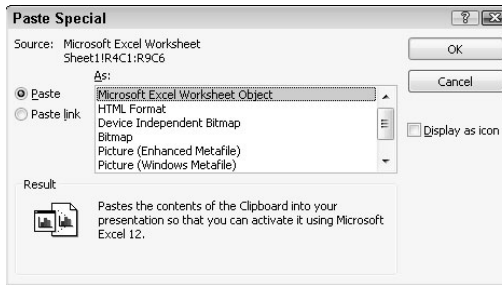 Paste Special
Source: Microsoft Excel Worksheet
Sheet1!R4C1:R9C6
As:
Paste
Paste link
Microsoft Excel Worksheet Object
HTML Format
Device Independent Bitmap
Bitmap
Picture (Enhanced Metafile)
Picture (Windows Metafile)
OK
Cancel
Display as icon
Result
Pastes the contents of the Clipboard into your
presentation so that you can activate it using Microsoft
Excel 12.